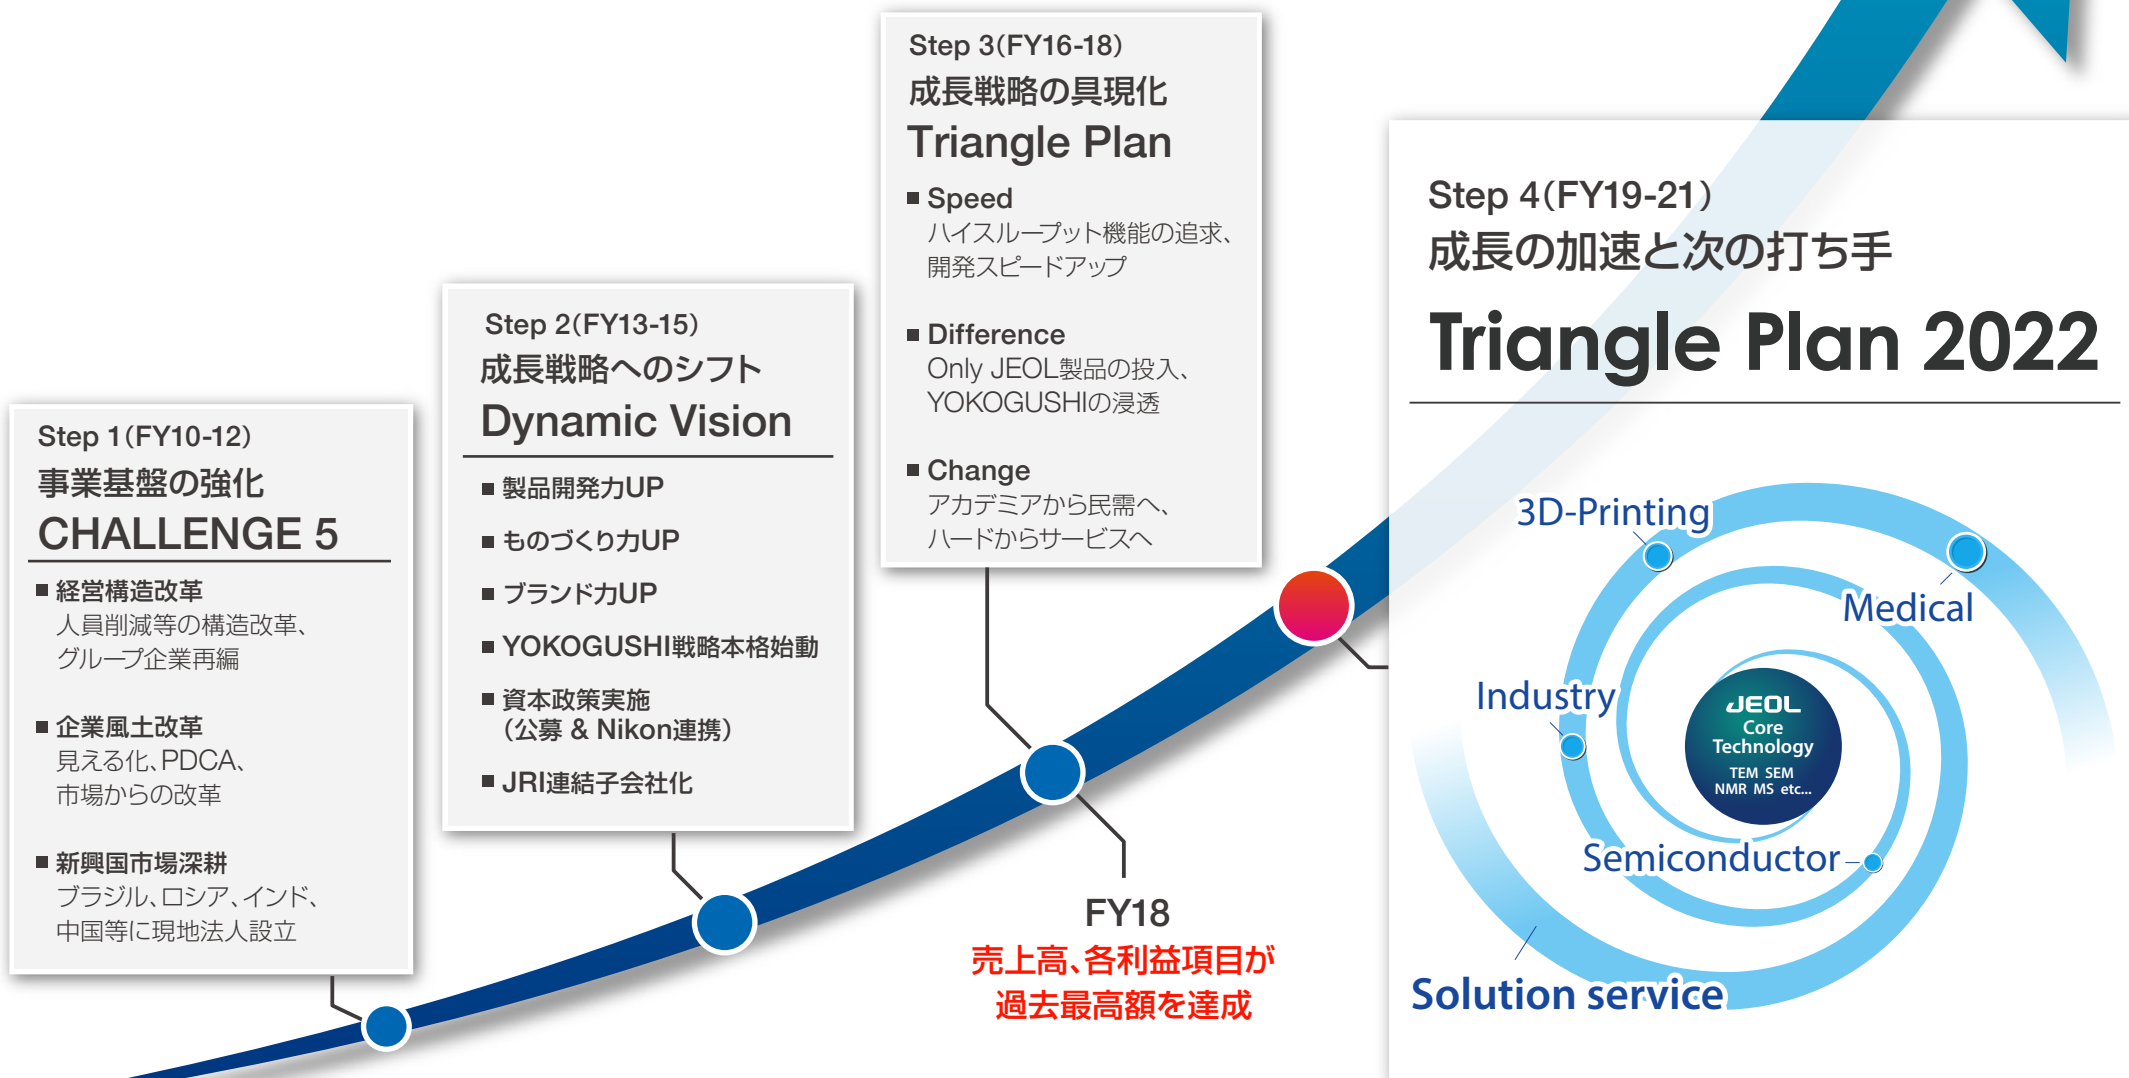 Step 1(FY10-12)
事業基盤の強化
CHALLENGE 5
■ 経営構造改革
人員削減等の構造改革、
グループ企業再編
■ 企業風土改革
見える化、PDCA、
市場からの改革
■ 新興国市場深耕
ブラジル、ロシア、インド、
中国等に現地法人設立
Step 2(FY13-15)
成長戦略へのシフト
Dynamic Vision
■ 製品開発力UP
■ ものづくり力UP
■ ブランド力UP
■ YOKOGUSHI戦略本格始動
■ 資本政策実施
(公募 & Nikon連携)
■ JRI連結子会社化
Step 3(FY16-18)
成長戦略の具現化
Triangle Plan
■ Speed
ハイスループット機能の追求、
開発スピードアップ
■ Difference
Only JEOL製品の投入、
YOKOGUSHIの浸透
■ Change
アカデミアから民需へ、
ハードからサービスへ
FY18
売上高、各利益項目が
過去最高額を達成
Step 4(FY19-21)
成長の加速と次の打ち手
Triangle Plan 2022
3D-Printing
Medical
Industry
JEOL
Core
Technology
TEM SEM
NMR MS etc...
Semiconductor
Solution service